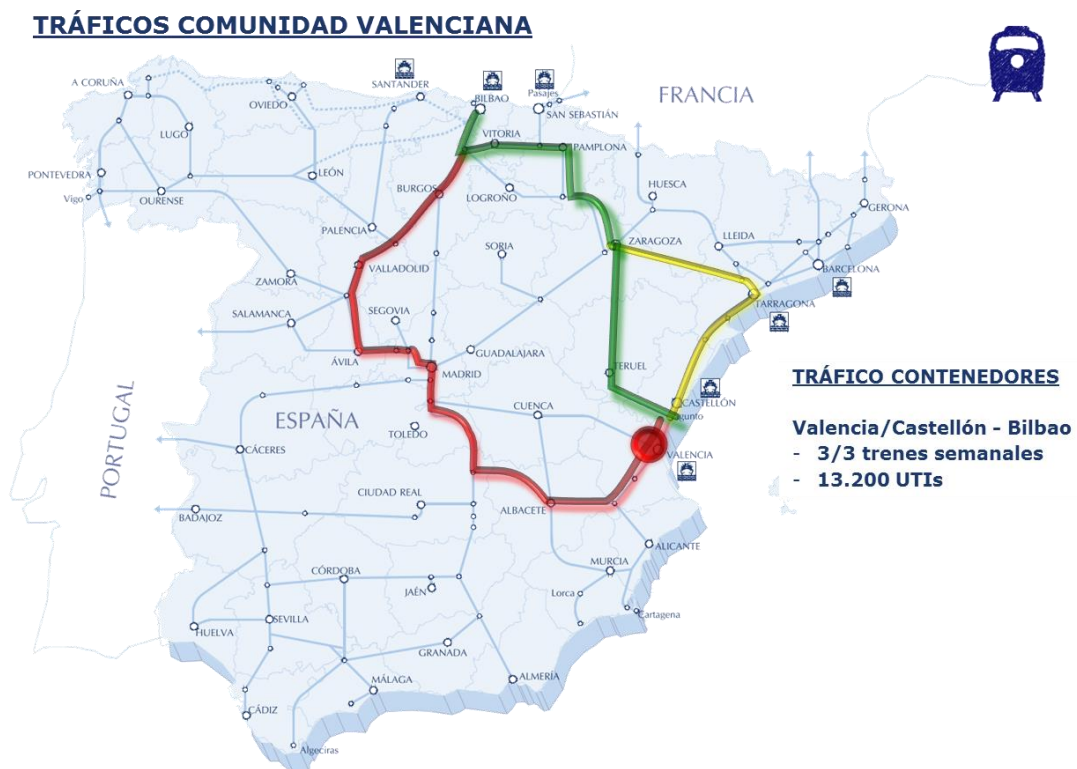 TRÁFICOS COMUNIDAD VALENCIANA
A CORUÑA
OVIEDO
SANTANDER
BILBAO
Pasajes
SAN SEBASTIÁN
FRANCIA
LUGO
VITORIA
PAMPLONA
PONTEVEDRA
Vigo
OURENSE
LEÓN
BURGOS
LOGROÑO
HUESCA
GERONA
PALENCIA
SORIA
ZARAGOZA
LLEIDA
BARCELONA
ZAMORA
VALLADOLID
TARRAGONA
SALAMANCA
SEGOVIA
ÁVILA
GUADALAJARA
MADRID
TERUEL
TRÁFICO CONTENEDORES
PORTUGAL
ESPAÑA
CUENCA
CASTELLÓN
TOLEDO
Valencia/Castellón - Bilbao
CÁCERES
VALENCIA
- 3/3 trenes semanales
- 13.200 UTIs
CIUDAD REAL
ALBACETE
BADAJOZ
ALICANTE
MURCIA
CÓRDOBA
JAÉN
Lorca
Cartagena
HUELVA
SEVILLA
GRANADA
MÁLAGA
ALMERÍA
CÁDIZ
Algeciras